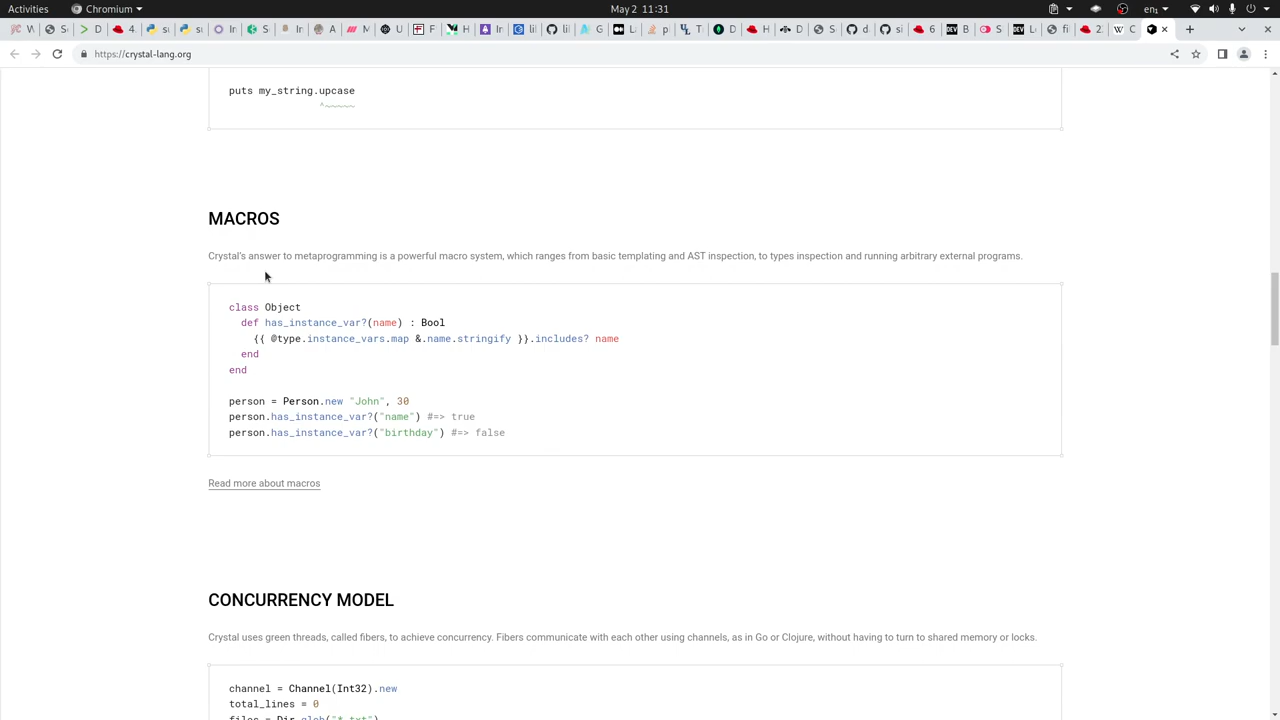 Activities
Chromium
May 2 11:31
en
https://crystal-lang.org
puts my_string.upcase
^~~~~~
MACROS
Crystal's answer to metaprogramming is a powerful macro system, which ranges from basic templating and AST inspection, to types inspection and running arbitrary external programs.
class Object
def has_instance_var?(name) : Bool
{{ @type.instance_vars.map &.name.stringify }}.includes? name
end
end
person = Person.new "John", 30
person.has_instance_var?("name") #=> true
person.has_instance_var?("birthday") #=> false
Read more about macros
CONCURRENCY MODEL
Crystal uses green threads, called fibers, to achieve concurrency. Fibers communicate with each other using channels, as in Go or Clojure, without having to turn to shared memory or locks.
channel = Channel(Int32).new
total_lines = 0
files = Dir.glob("*.txt")